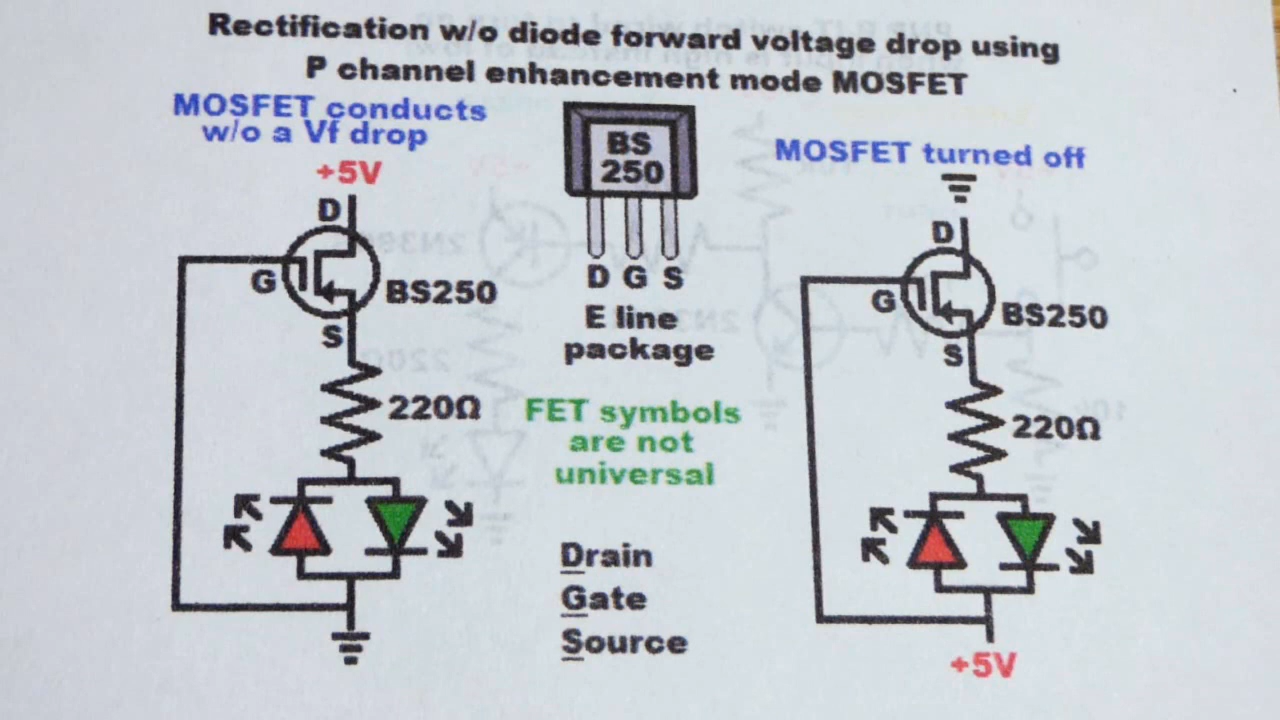 Rectification w/o diode forward voltage drop using
P channel enhancement mode MOSFET
MOSFET conducts
w/o a Vf drop
+5V
D
G
BS250
S
220Ω
BS
250
D G S
E line
package
FET symbols
are not
universal
Drain
Gate
Source
MOSFET turned off
D
G
BS250
S
220Ω
+5V